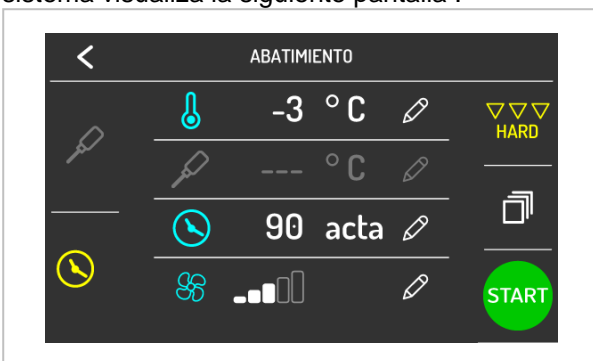 sistema visualiza la siguiente pantalla :
ABATIMIENTO
-3 °C
HARD
--- °C
90 acta
START